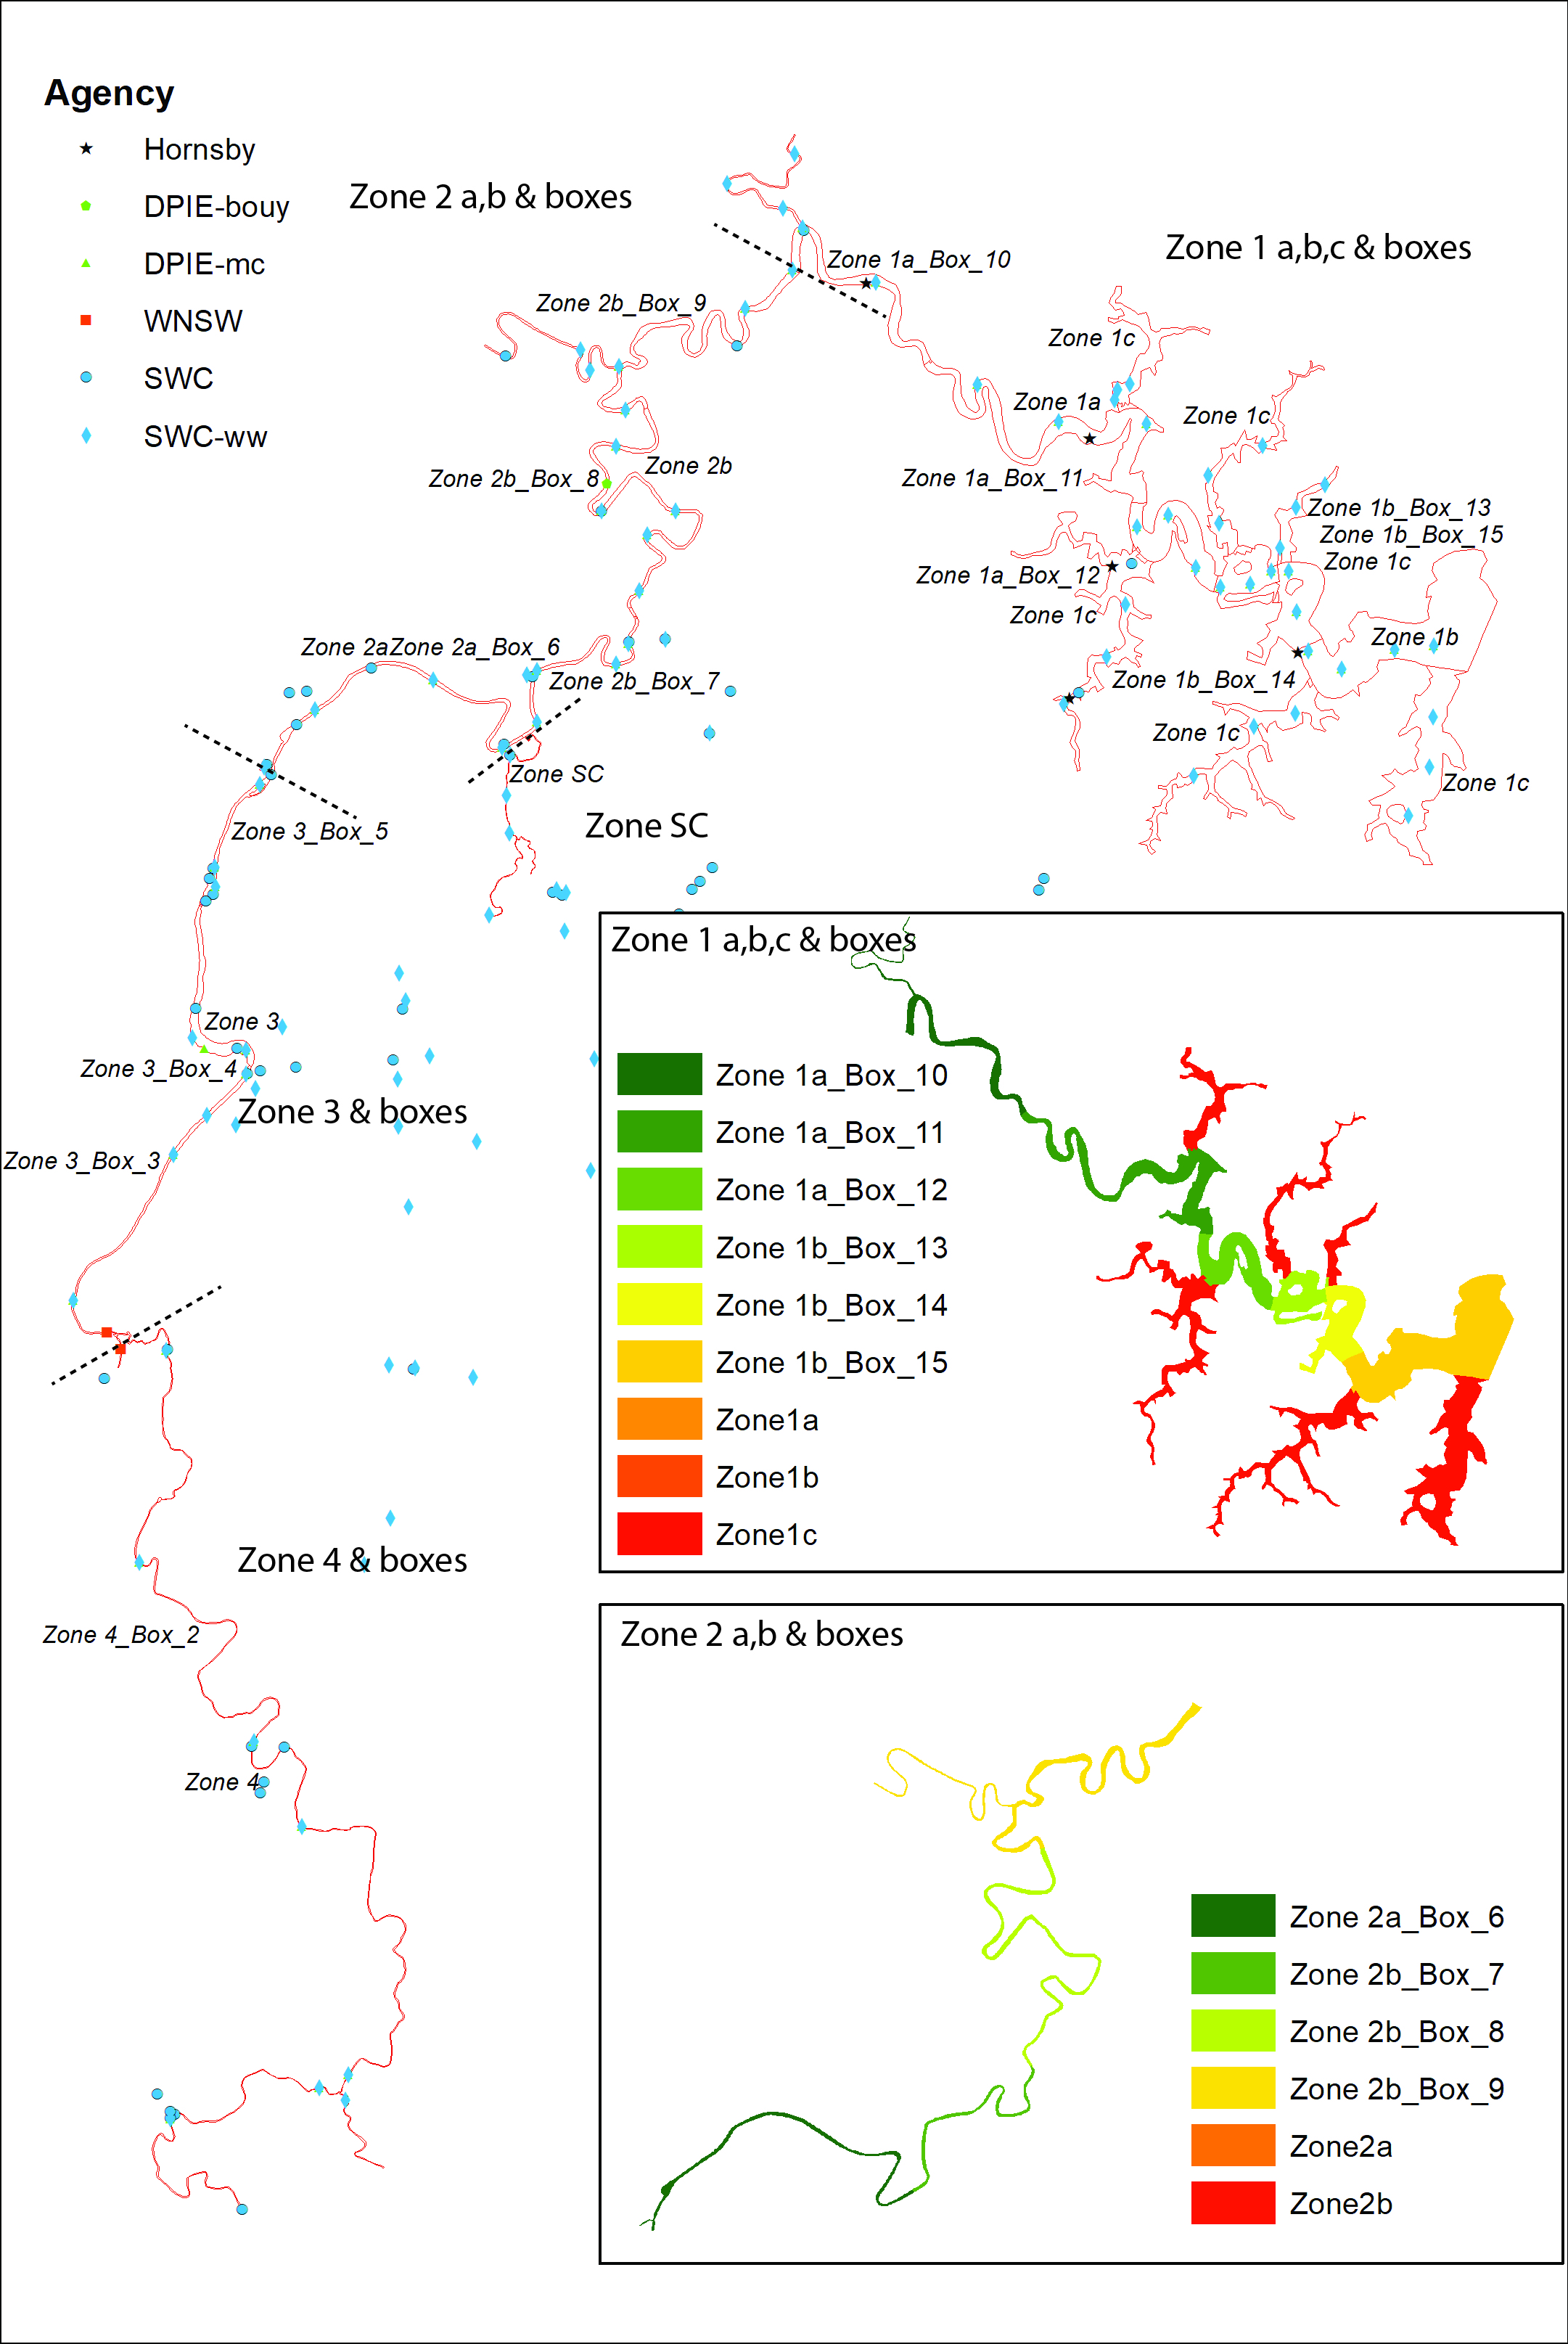 Agency
Hornsby
DPIE-bouy
DPIE-mc
WNSW
SWC
SWC-ww
Zone 2 a,b & boxes
Zone 1 a,b,c & boxes
Zone 1a_Box_10
Zone 2b_Box_9
Zone 1c
Zone 1a
Zone 1c
Zone 2b
Zone 2b_Box_8
Zone 1a_Box_11
Zone 1b_Box_13
Zone 1b_Box_15
Zone 1c
Zone 1a_Box_12
Zone 1c
Zone 1b
Zone 2aZone 2a_Box_6
Zone 2b_Box_7
Zone 1b_Box_14
Zone 1c
Zone SC
Zone 1c
Zone SC
Zone 3_Box_5
Zone 3
Zone 3_Box_4
Zone 3 & boxes
Zone 3_Box_3
Zone 4 & boxes
Zone 4_Box_2
Zone 4
Zone 1 a,b,c & boxes
Zone 1a_Box_10
Zone 1a_Box_11
Zone 1a_Box_12
Zone 1b_Box_13
Zone 1b_Box_14
Zone 1b_Box_15
Zone1a
Zone1b
Zone1c
Zone 2 a,b & boxes
Zone 2a_Box_6
Zone 2b_Box_7
Zone 2b_Box_8
Zone 2b_Box_9
Zone2a
Zone2b